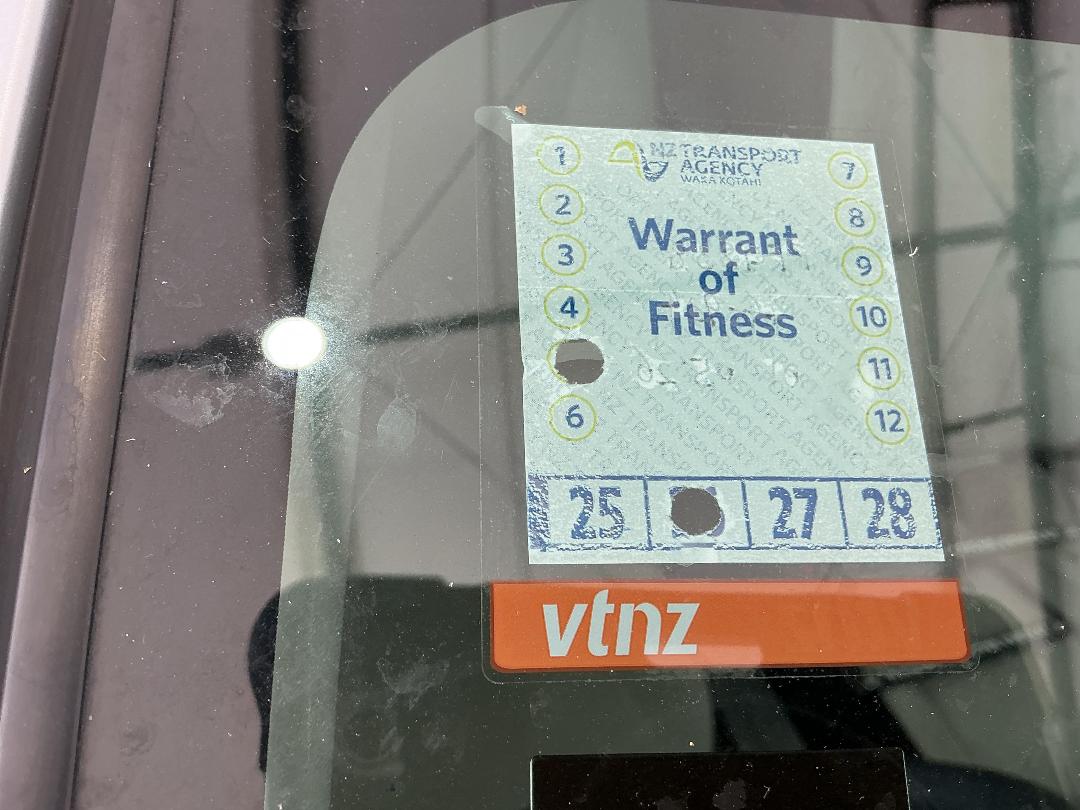 1
NZ TRANSPORT
AGENCY
WAKA KOTAHI
7
2
8
Warrant
of
Fitness
3
9
4
10
11
6
12
25
27
28
vtnz